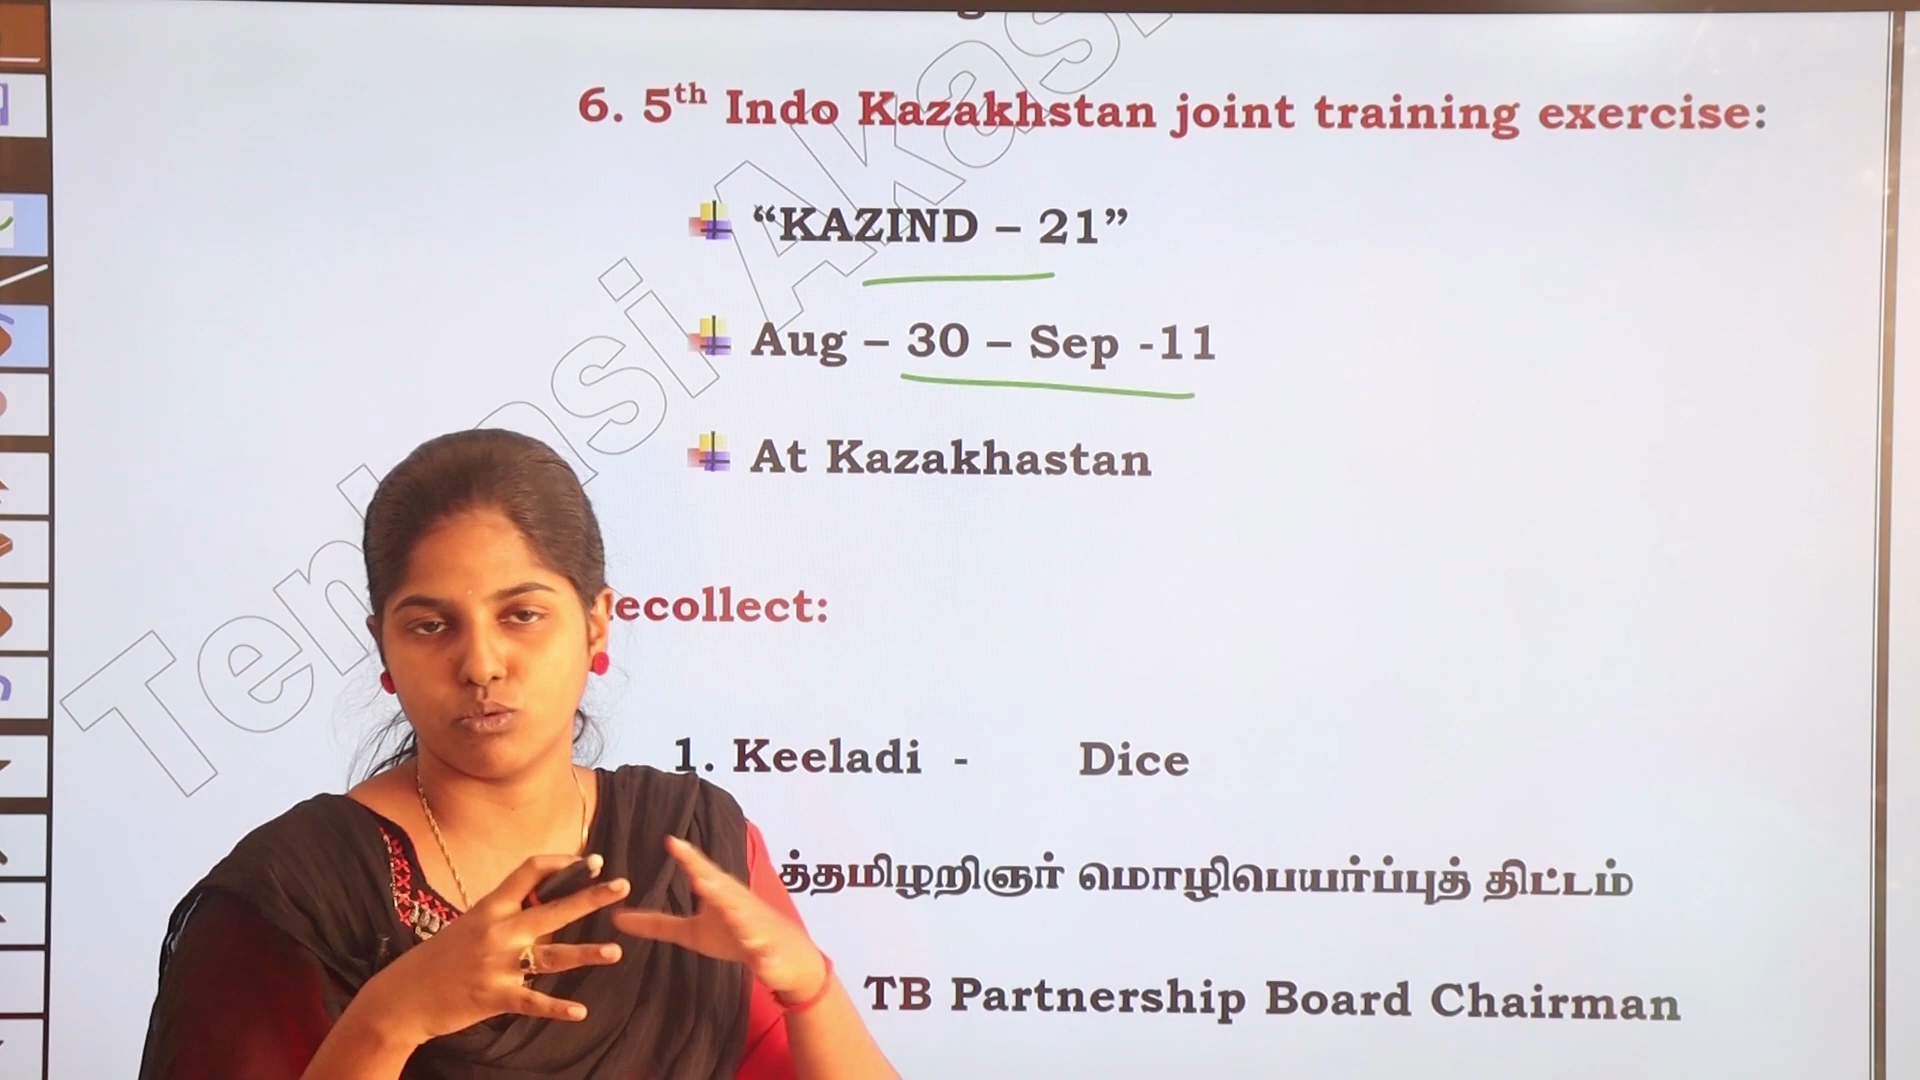 6. 5th Indo Kazakhstan joint training exercise:
“KAZIND – 21”
Aug – 30 – Sep -11
At Kazakhastan
ecollect:
1. Keeladi - Dice
த்தமிழறிஞர் மொழிபெயர்ப்புத் திட்டம்
TB Partnership Board Chairman